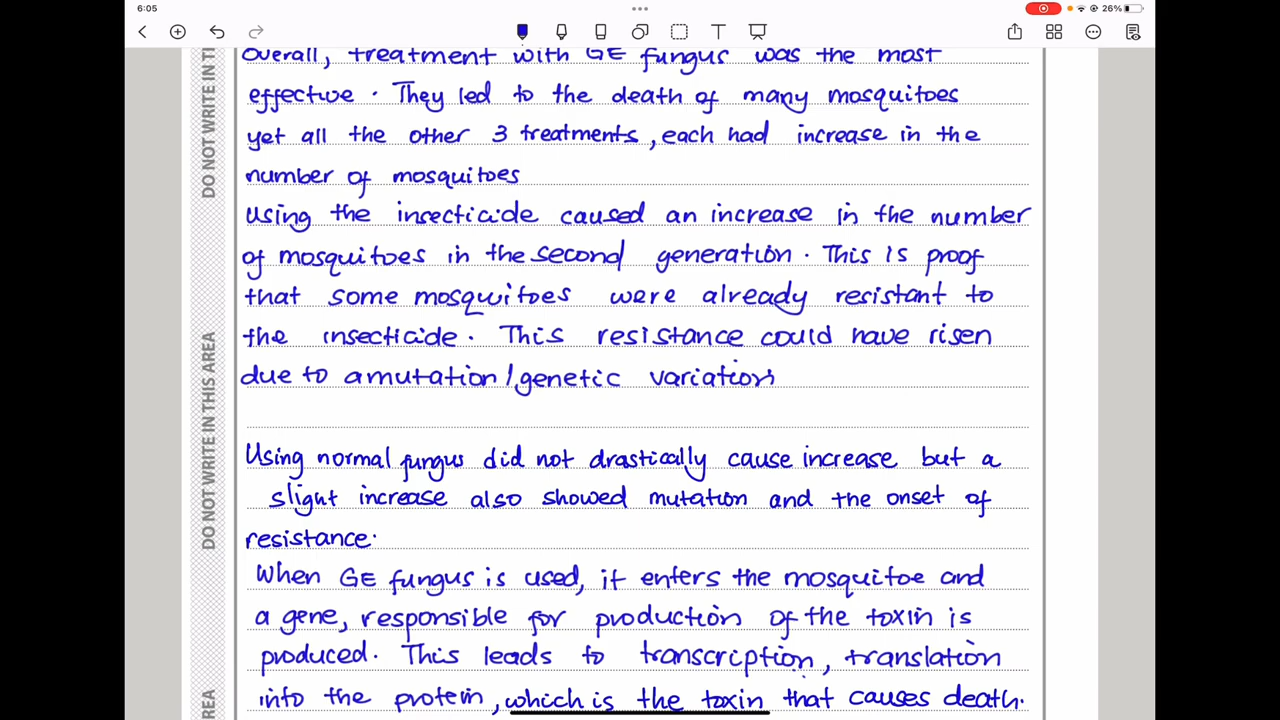 6:05
26%
Overall, treatment with GE fungus was the most
effective. They led to the death of many mosquitoes
yet all the other 3 treatments, each had increase in the
number of mosquitoes
Using the insecticide caused an increase in the number
of mosquitoes in the second generation. This is proof
that some mosquitoes were already resistant to
the insecticide. This resistance could have risen
due to a mutation/genetic variation
Using normal fungus did not drastically cause increase but a
slight increase also showed mutation and the onset of
resistance.
When GE fungus is used, it enters the mosquitoe and
a gene, responsible for production of the toxin is
produced. This leads to transcription, translation
into the protein, which is the toxin that causes death.
DO NOT WRITE IN TH
DO NOT WRITE IN THIS AREA
AREA